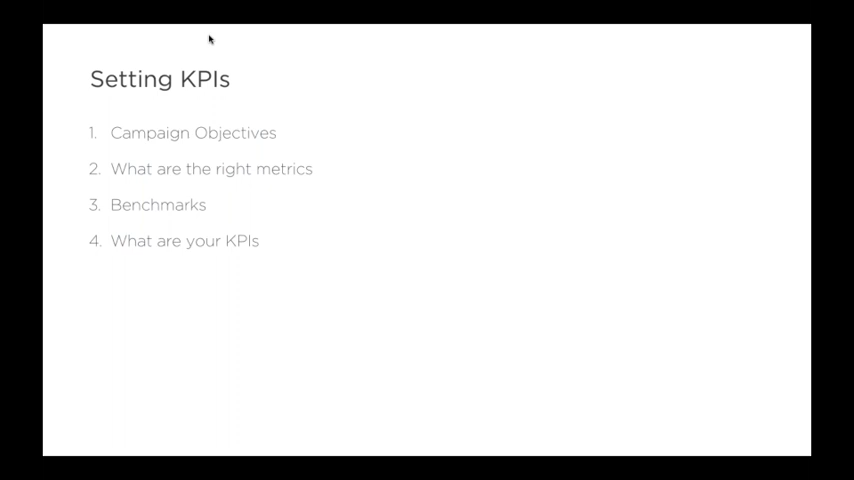 Setting KPIs
1. Campaign Objectives
2. What are the right metrics
3. Benchmarks
4. What are your KPIs